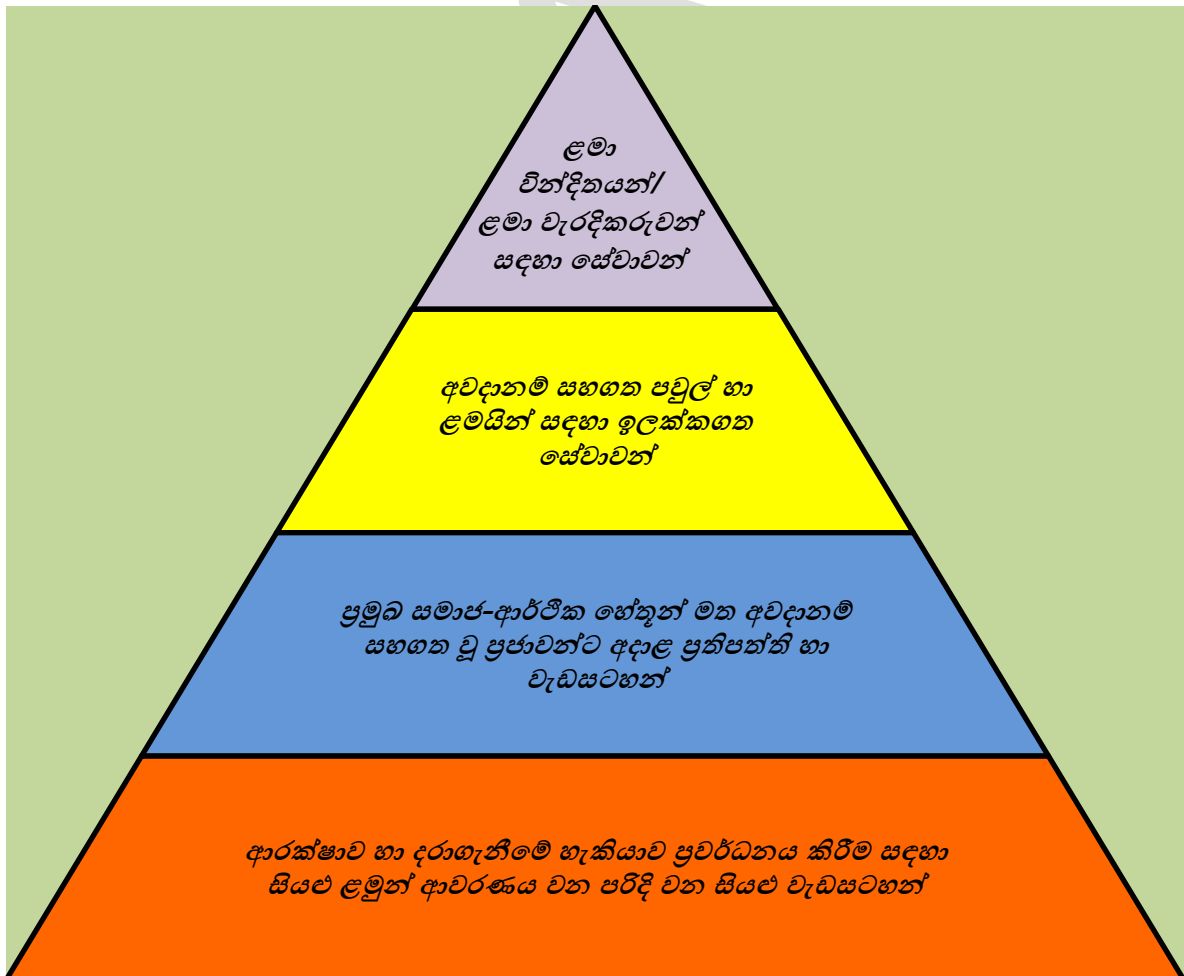 ළමා
වින්දිතයන්/
ළමා වැරදිකරුවන්
සඳහා සේවාවන්
අවදානම් සහගත පවුල් හා
ළමයින් සඳහා ඉලක්කගත
සේවාවන්
ප්‍රමුඛ සමාජ-ආර්ථික හේතූන් මත අවදානම්
සහගත වූ ප්‍රජාවන්ට අදාළ ප්‍රතිපත්ති හා
වැඩසටහන්
ආරක්ෂාව හා දරාගැනීමේ හැකියාව ප්‍රවර්ධනය කිරීම සඳහා
සියළු ළමුන් ආවරණය වන පරිදි වන සියළු වැඩසටහන්